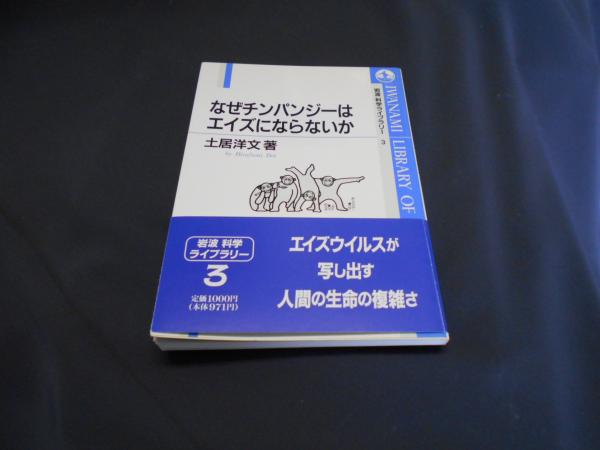 なぜチンパンジーは
エイズにならないか
土居洋文 著
by Hirofumi Doi
岩波 科学ライブラリー 3
IWANAMI LIBRARY OF
岩波 科学
ライブラリー
3
定価1000円
(本体971円)
エイズウイルスが
写し出す
人間の生命の複雑さ